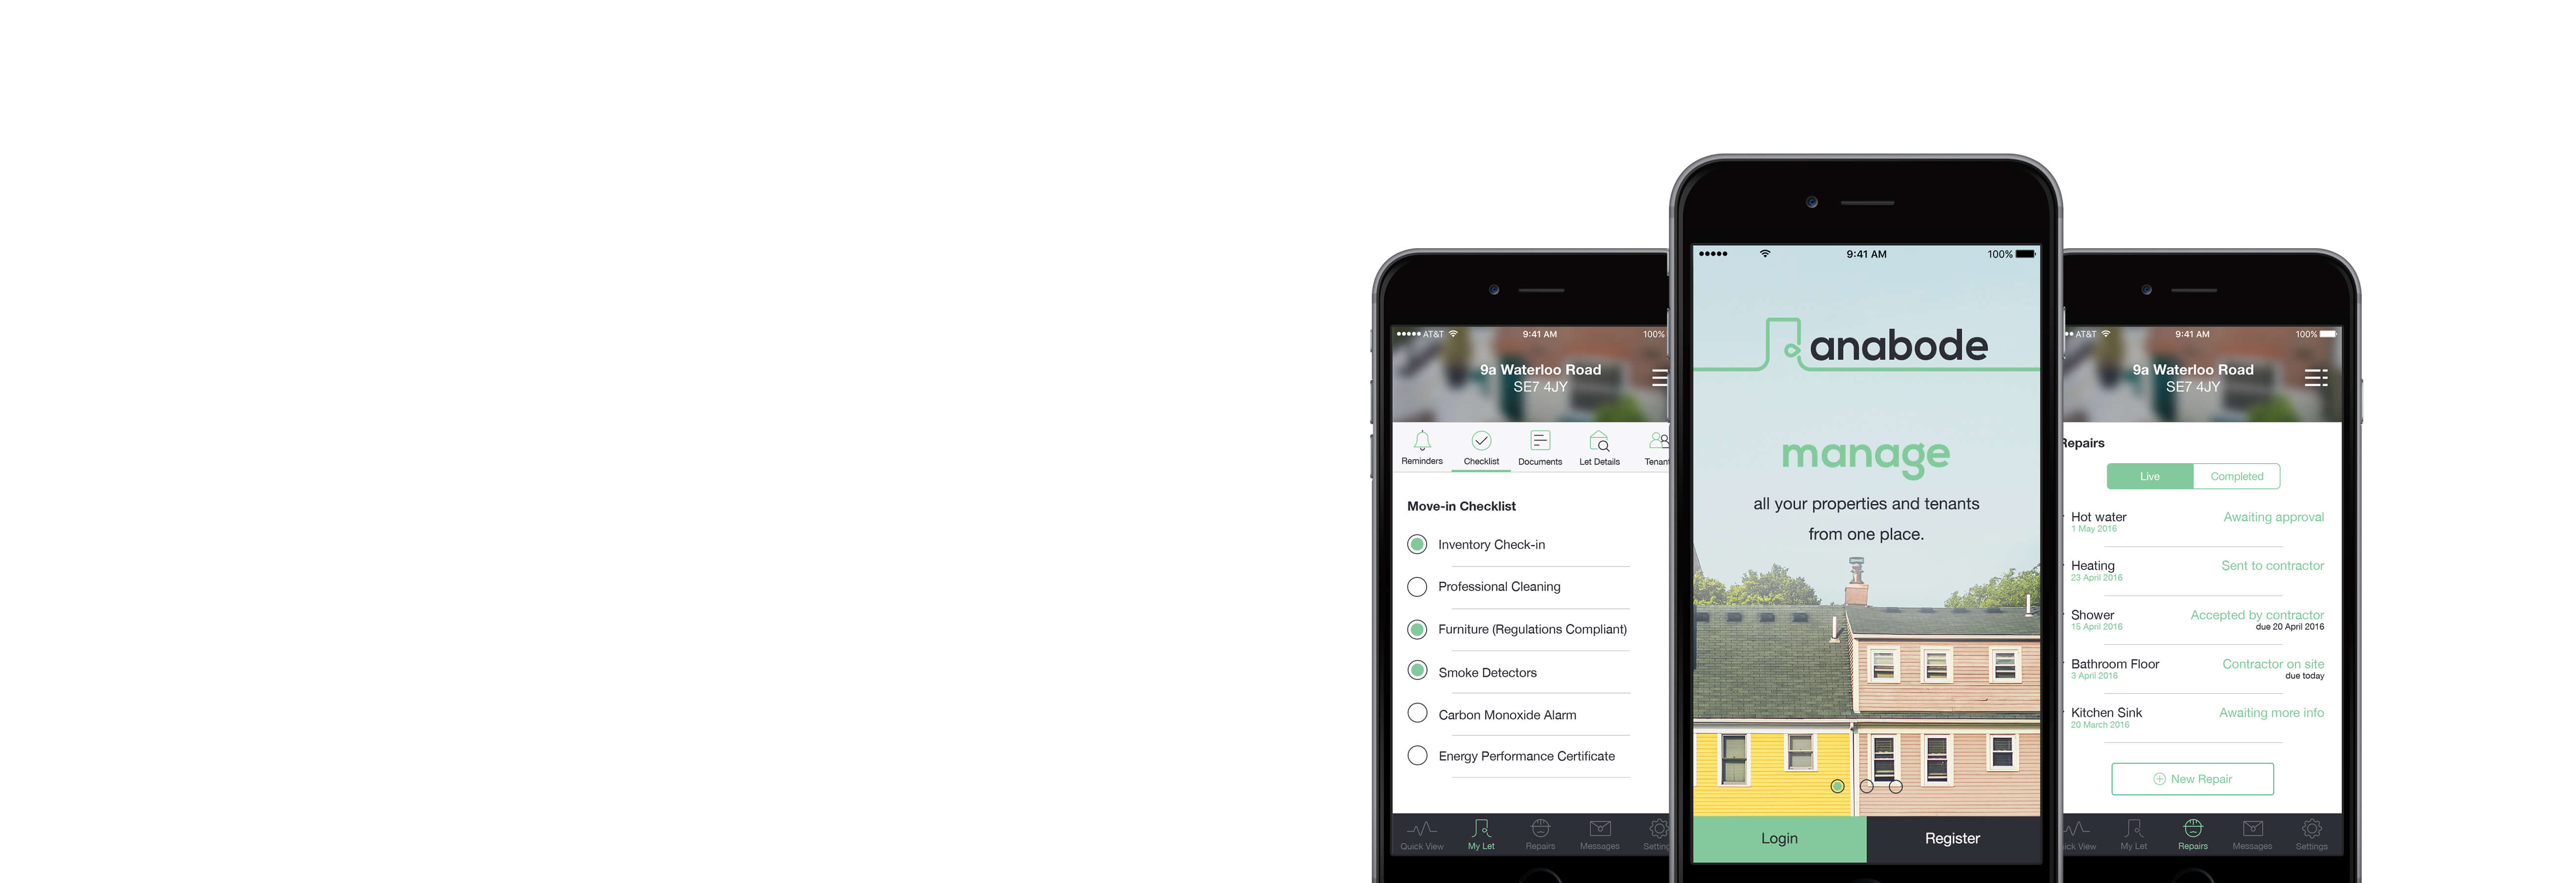 AT&T 9:41 AM 100%
9a Waterloo Road
SE7 4JY
Reminders Checklist Documents Let Details Tenant
Move-in Checklist
Inventory Check-in
Professional Cleaning
Furniture (Regulations Compliant)
Smoke Detectors
Carbon Monoxide Alarm
Energy Performance Certificate
Quick View My Let Repairs Messages Setting
9:41 AM 100%
anabode
manage
all your properties and tenants
from one place.
Login Register
AT&T 9:41 AM 100%
9a Waterloo Road
SE7 4JY
Repairs
Live Completed
Hot water Awaiting approval
1 May 2016
Heating Sent to contractor
23 April 2016
Shower Accepted by contractor
15 April 2016 due 20 April 2016
Bathroom Floor Contractor on site
3 April 2016 due today
Kitchen Sink Awaiting more info
20 March 2016
New Repair
ick View My Let Repairs Messages Settings